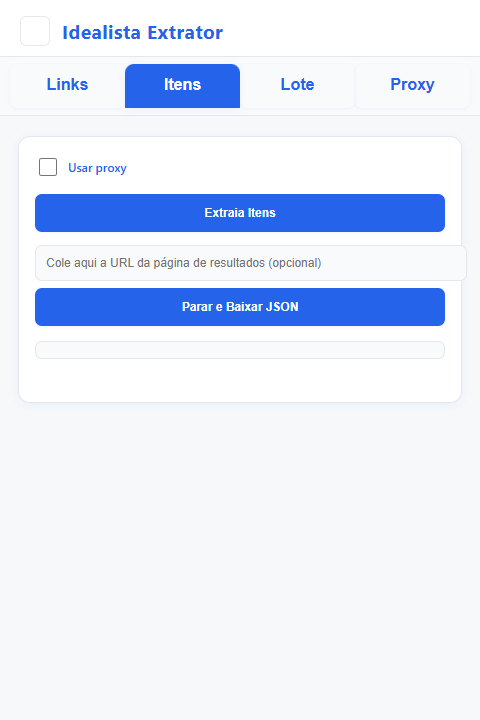 Idealista Extrator
Links Itens Lote Proxy
Usar proxy
Extraia Itens
Cole aqui a URL da página de resultados (opcional)
Parar e Baixar JSON